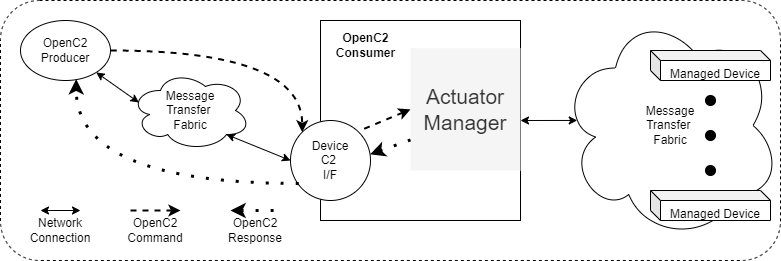 OpenC2
Producer
Message
Transfer
Fabric
OpenC2
Consumer
Device
C2
I/F
Actuator
Manager
Managed Device
Message
Transfer
Fabric
Managed Device
Network
Connection
OpenC2
Command
OpenC2
Response